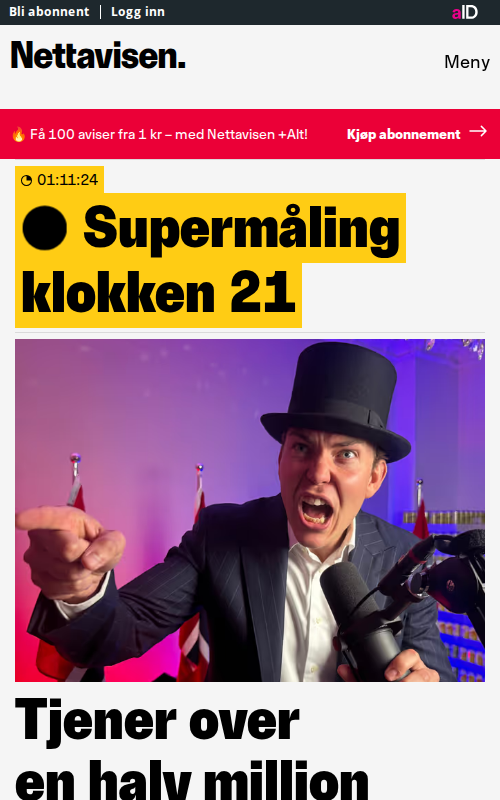 Bli abonnent | Logg inn
aID
Nettavisen.
Meny
🔥 Få 100 aviser fra 1 kr – med Nettavisen +Alt!
Kjøp abonnement →
01:11:24
Supermåling
klokken 21
Tjener over
en halv million